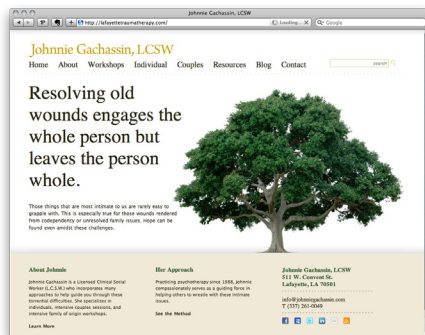 Johnnie Gachassin, LCSW
http://lafayettetraumatherapy.com/
Loading...
Google
Johnnie Gachassin, LCSW
Home About Workshops Individual Couples Resources Blog Contact
search
Resolving old
wounds engages the
whole person but
leaves the person
whole.
Those things that are most intimate to us are rarely easy to
grapple with. This is especially true for those wounds rendered
from codependency or unresolved family issues. Hope can be
found even amidst these challenges.
About Johnnie
Johnnie Gachassin is a Licensed Clinical Social
Worker (L.C.S.W.) who incorporates many
approaches to help guide you through these
torrential difficulties. She specializes in
individuals, intensive couples sessions, and
intensive family of origin workshops.
Learn More
Her Approach
Practicing psychotherapy since 1988, Johnnie
compassionately serves as a guiding force in
helping others to wrestle with these intimate
issues.
See the Method
Johnnie Gachassin, LCSW
511 W. Convent St.
Lafayette, LA 70501
info@johnniegachassin.com
T (337) 261-0049